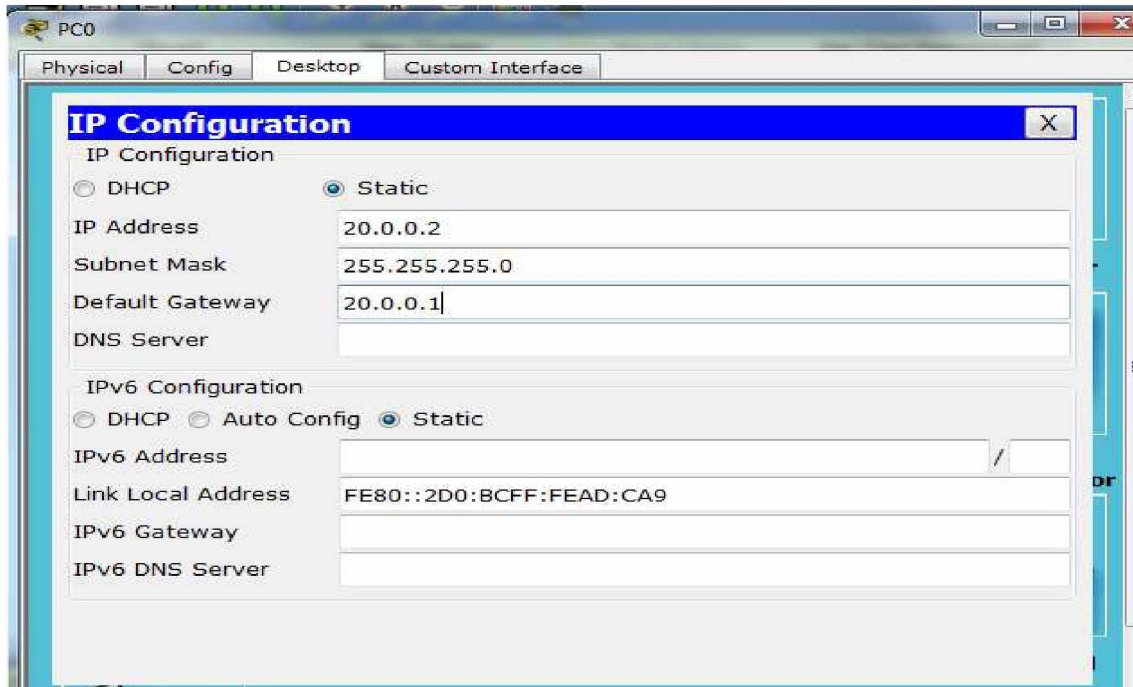 PC0
Physical Config Desktop Custom Interface
IP Configuration X
IP Configuration
DHCP Static
IP Address 20.0.0.2
Subnet Mask 255.255.255.0
Default Gateway 20.0.0.1
DNS Server
IPv6 Configuration
DHCP Auto Config Static
IPv6 Address /
Link Local Address FE80::2D0:BCFF:FEAD:CA9
IPv6 Gateway
IPv6 DNS Server
or